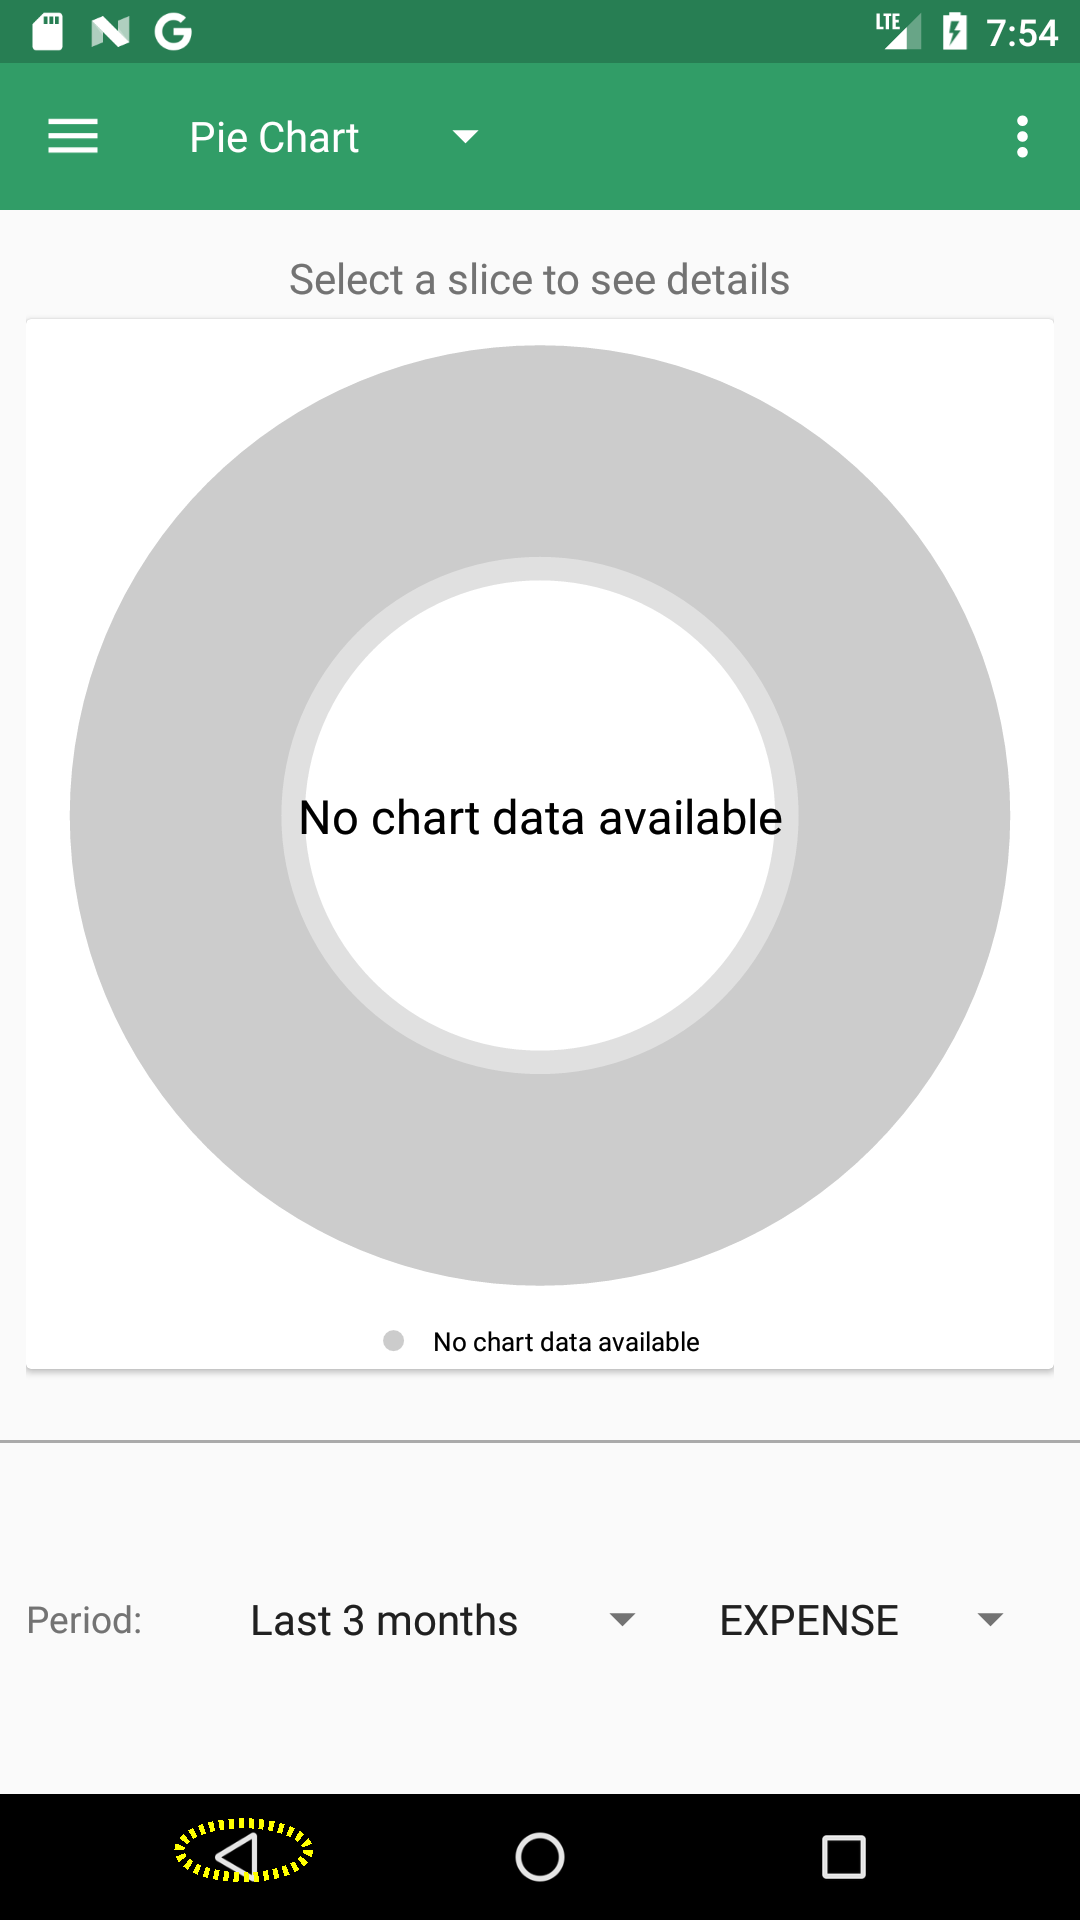 LTE 7:54
Pie Chart
Select a slice to see details
No chart data available
No chart data available
Period: Last 3 months EXPENSE